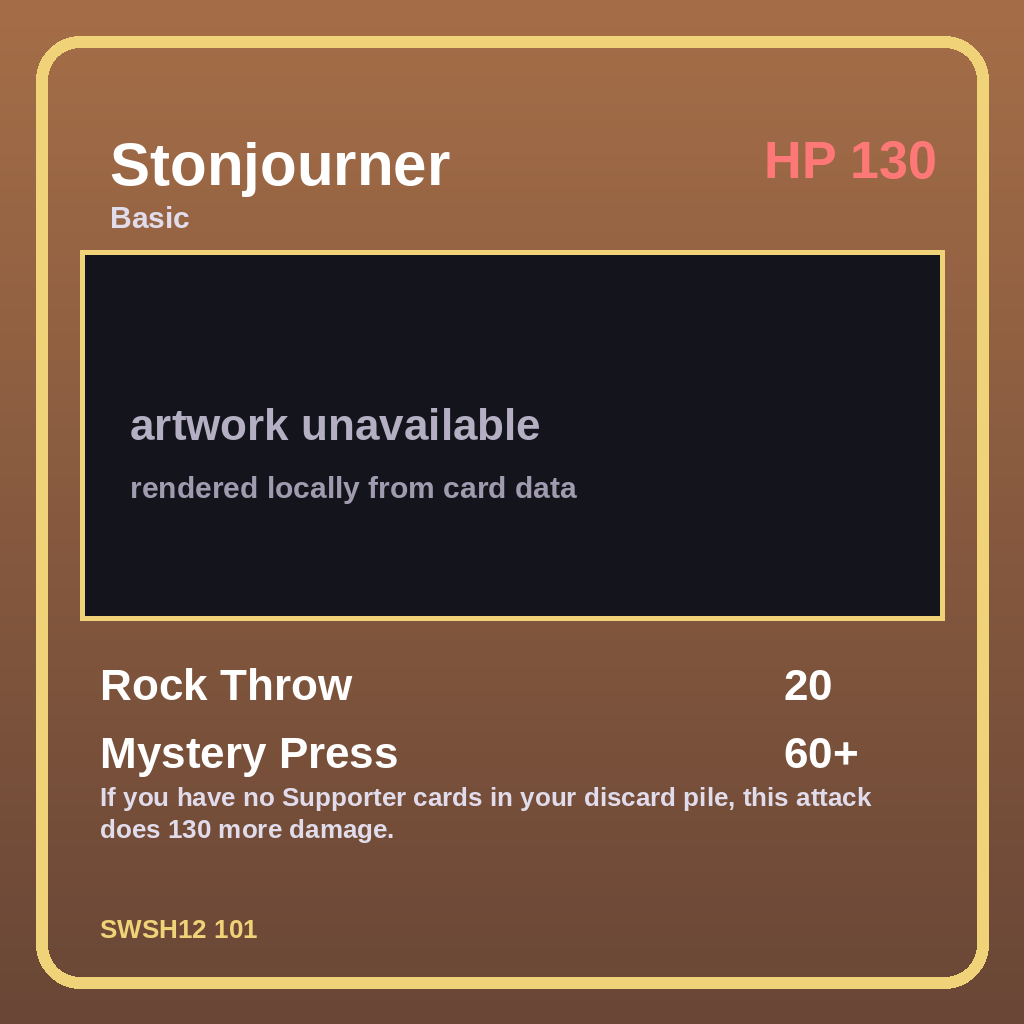 Stonjourner
HP 130
Basic
artwork unavailable
rendered locally from card data
Rock Throw 20
Mystery Press 60+
If you have no Supporter cards in your discard pile, this attack
does 130 more damage.
SWSH12 101